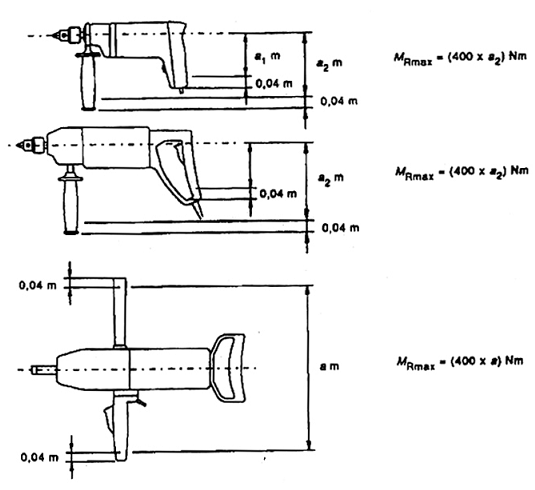 a₁ m
a₂ m
0,04 m
0,04 m
M_Rmax = (400 x a₂) Nm
0,04 m
a₂ m
0,04 m
M_Rmax = (400 x a₂) Nm
0,04 m
a m
M_Rmax = (400 x a) Nm
0,04 m